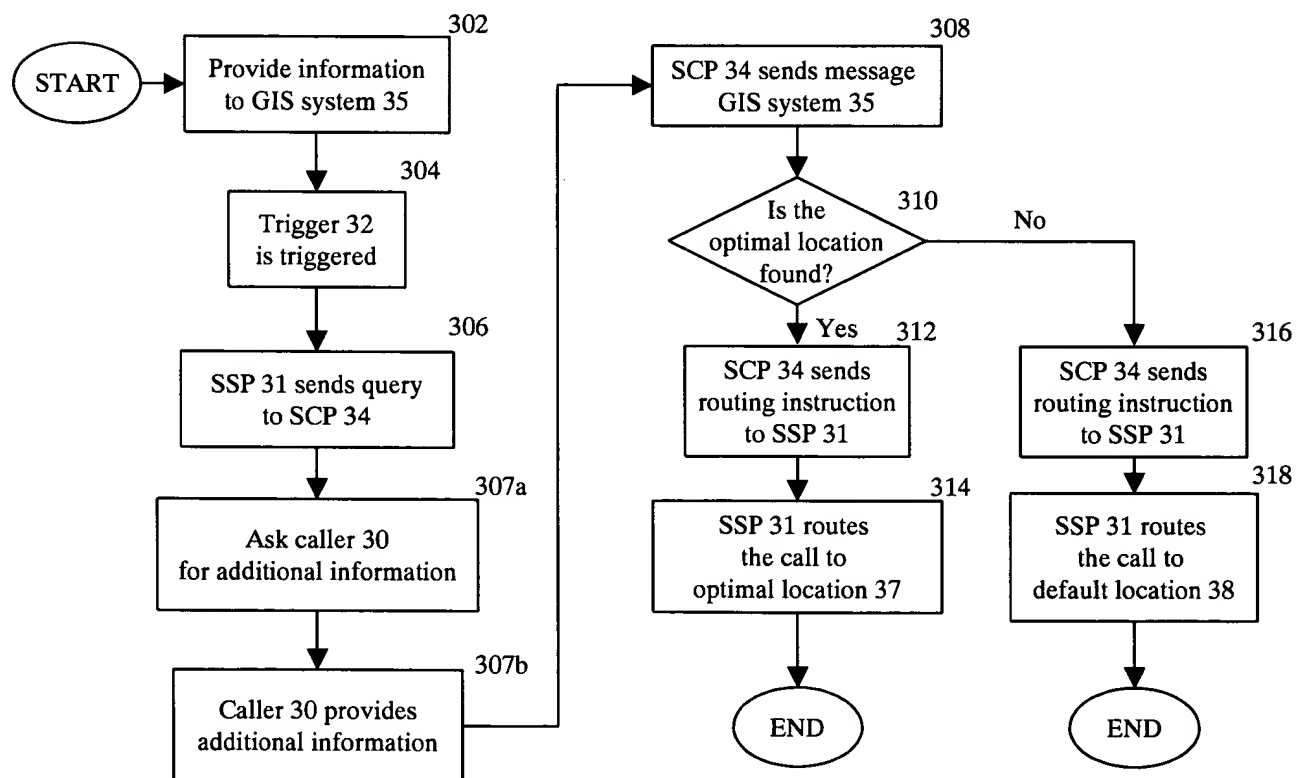 302
START
Provide information
to GIS system 35
304
Trigger 32
is triggered
306
SSP 31 sends query
to SCP 34
307a
Ask caller 30
for additional information
307b
Caller 30 provides
additional information
308
SCP 34 sends message
GIS system 35
310
Is the
optimal location
found?
No
Yes
312
SCP 34 sends
routing instruction
to SSP 31
314
SSP 31 routes
the call to
optimal location 37
END
316
SCP 34 sends
routing instruction
to SSP 31
318
SSP 31 routes
the call to
default location 38
END